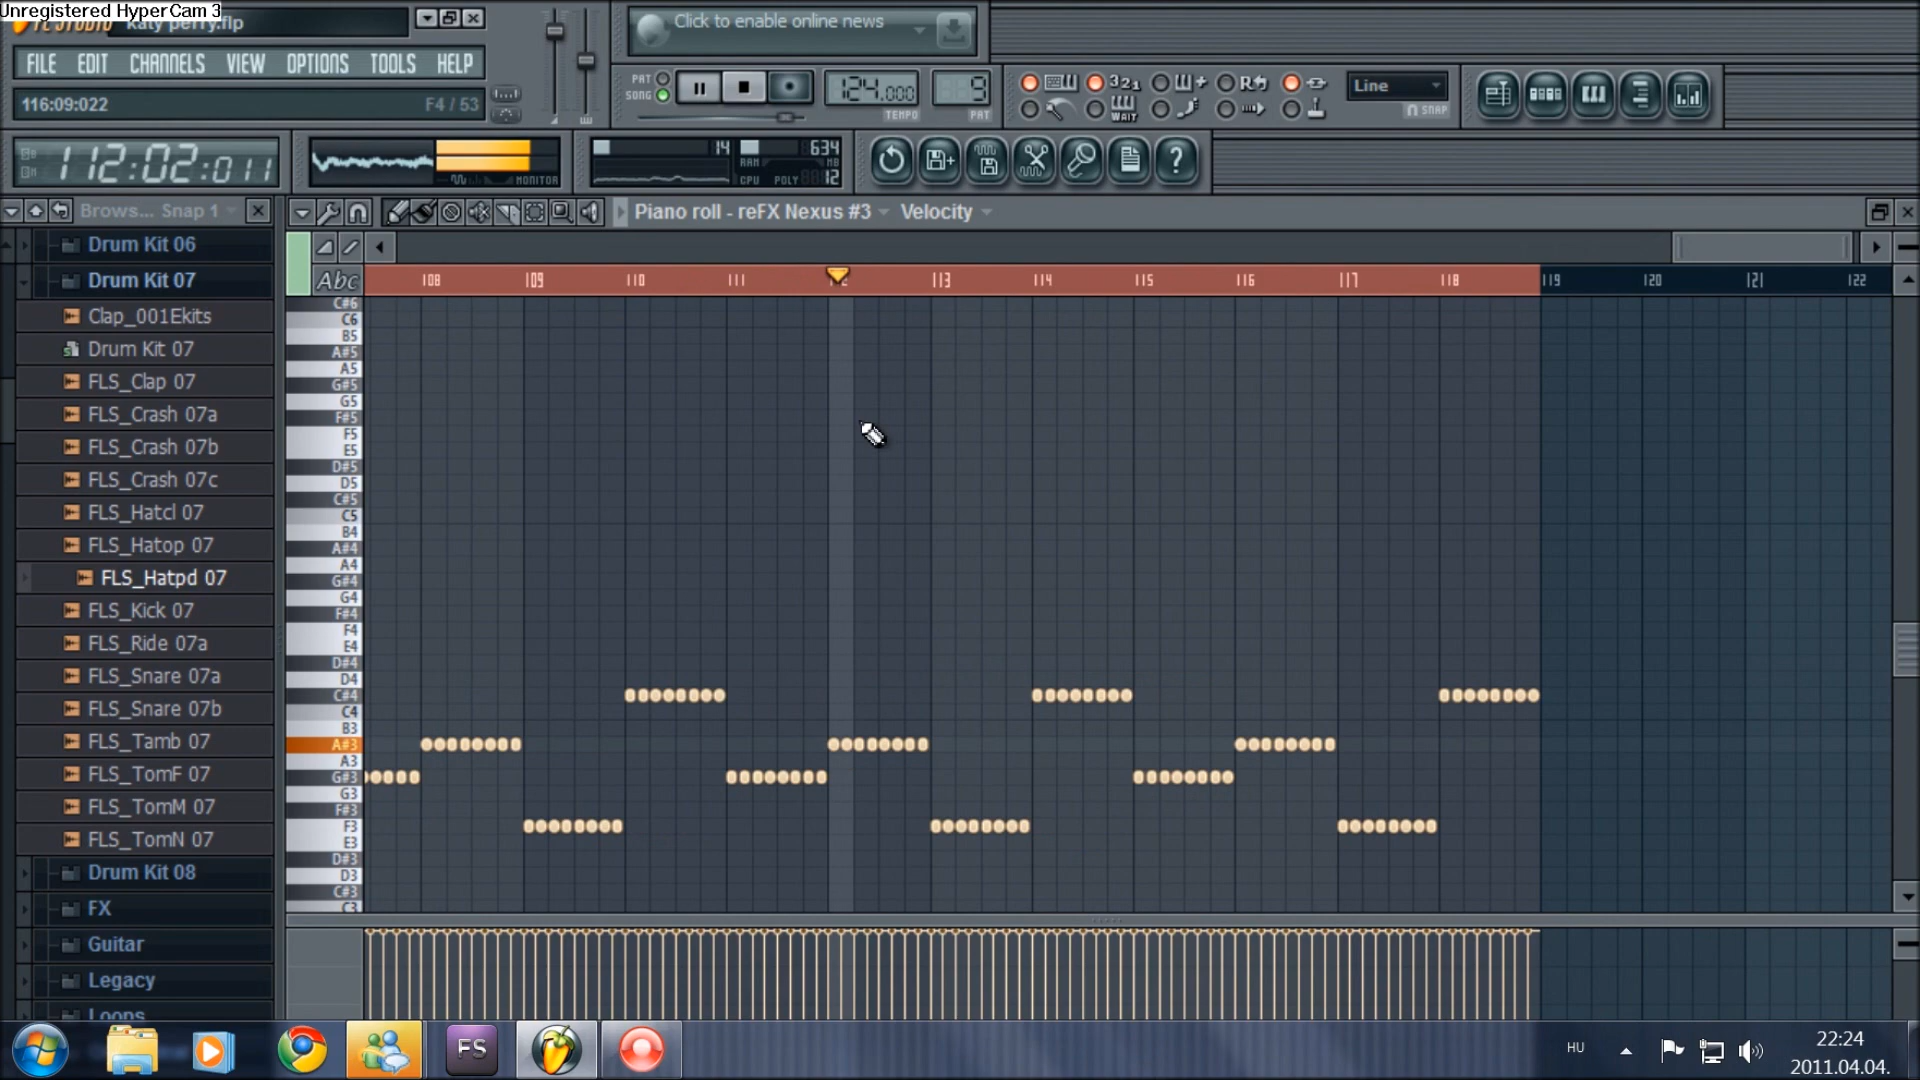 Unregistered HyperCam 3
FL STUDIO
katy perry.flp
FILE EDIT CHANNELS VIEW OPTIONS TOOLS HELP
116:09:022 F4 / 53
Click to enable online news
PAT
SONG
124.000
TEMPO
9
PAT
321
WAIT
Line
SNAP
112:02:011
MONITOR
14
RAM
CPU
POLY
634
MB
12
Brows... Snap 1
Piano roll - reFX Nexus #3
Velocity
Abc
108 109 110 111 113 114 115 116 117 118 119 120 121 122
Drum Kit 06
Drum Kit 07
Clap_001Ekits
Drum Kit 07
FLS_Clap 07
FLS_Crash 07a
FLS_Crash 07b
FLS_Crash 07c
FLS_Hatcl 07
FLS_Hatop 07
FLS_Hatpd 07
FLS_Kick 07
FLS_Ride 07a
FLS_Snare 07a
FLS_Snare 07b
FLS_Tamb 07
FLS_TomF 07
FLS_TomM 07
FLS_TomN 07
Drum Kit 08
FX
Guitar
Legacy
Loops
C#6
C6
B5
A#5
A5
G#5
G5
F#5
F5
E5
D#5
D5
C#5
C5
B4
A#4
A4
G#4
G4
F#4
F4
E4
D#4
D4
C#4
C4
B3
A#3
A3
G#3
G3
F#3
F3
E3
D#3
D3
C#3
C3
FS
HU
22:24
2011.04.04.